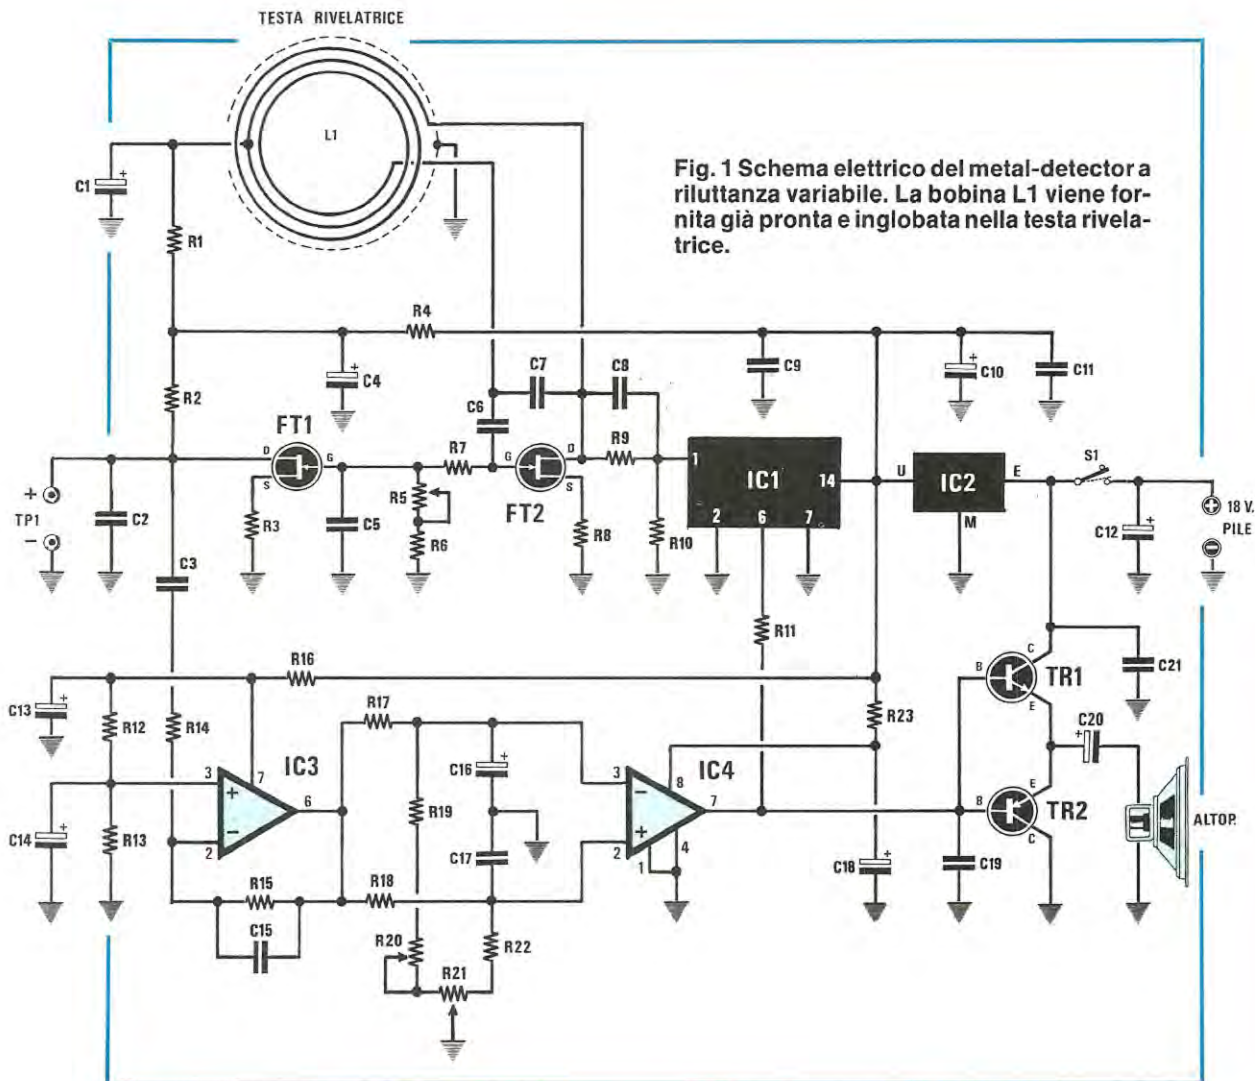 TESTA RIVELATRICE
L1
Fig. 1 Schema elettrico del metal-detector a
riluttanza variabile. La bobina L1 viene for-
nita già pronta e inglobata nella testa rivela-
trice.
C1
+
R1
R4
R2
C4
+
C9
C10
+
C11
C7
C8
C6
FT1
D
G
S
R7
G
D
S
FT2
R9
1
IC1
14
2
6
7
U
IC2
E
M
S1
+
18 V.
PILE
C12
+
+
TP1
-
C2
R3
C5
R5
R6
R8
R10
C3
R11
R16
B
C
TR1
E
C21
C13
+
R12
R14
R17
R23
C20
+
3
+
7
IC3
6
-
2
C16
+
R19
3
-
8
IC4
7
+
2
1
4
B
E
TR2
C
ALTOP.
C14
+
R13
C17
C18
+
C19
R15
R18
C15
R20
R22
R21